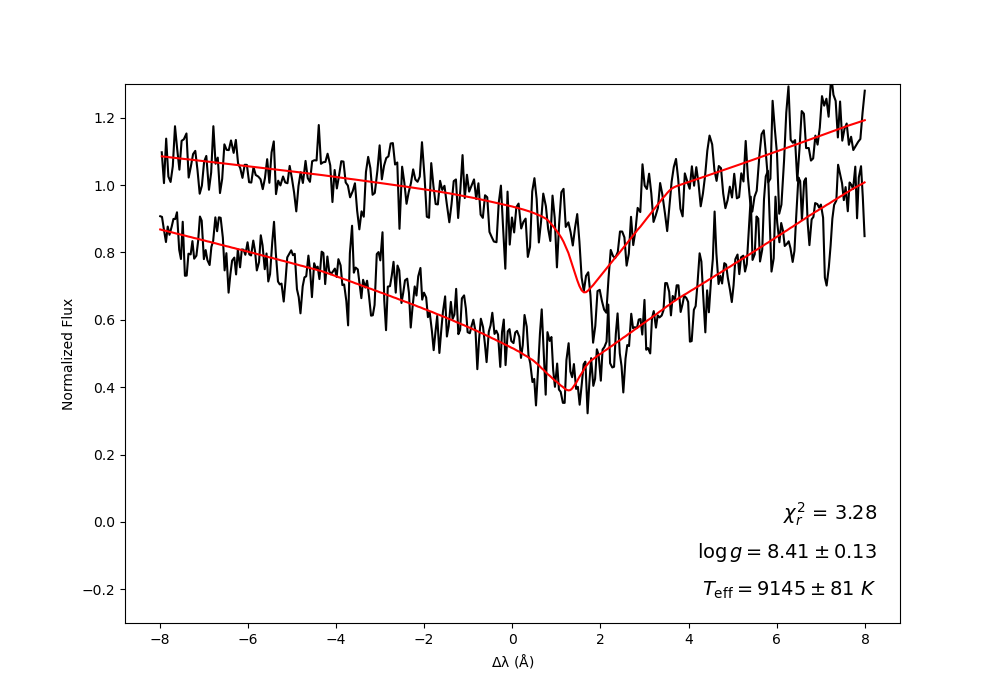 1.2
1.0
0.8
0.6
0.4
0.2
0.0
−0.2
Normalized Flux
χ²ᵣ = 3.28
log g = 8.41 ± 0.13
T_eff = 9145 ± 81 K
−8 −6 −4 −2 0 2 4 6 8
Δλ (Å)